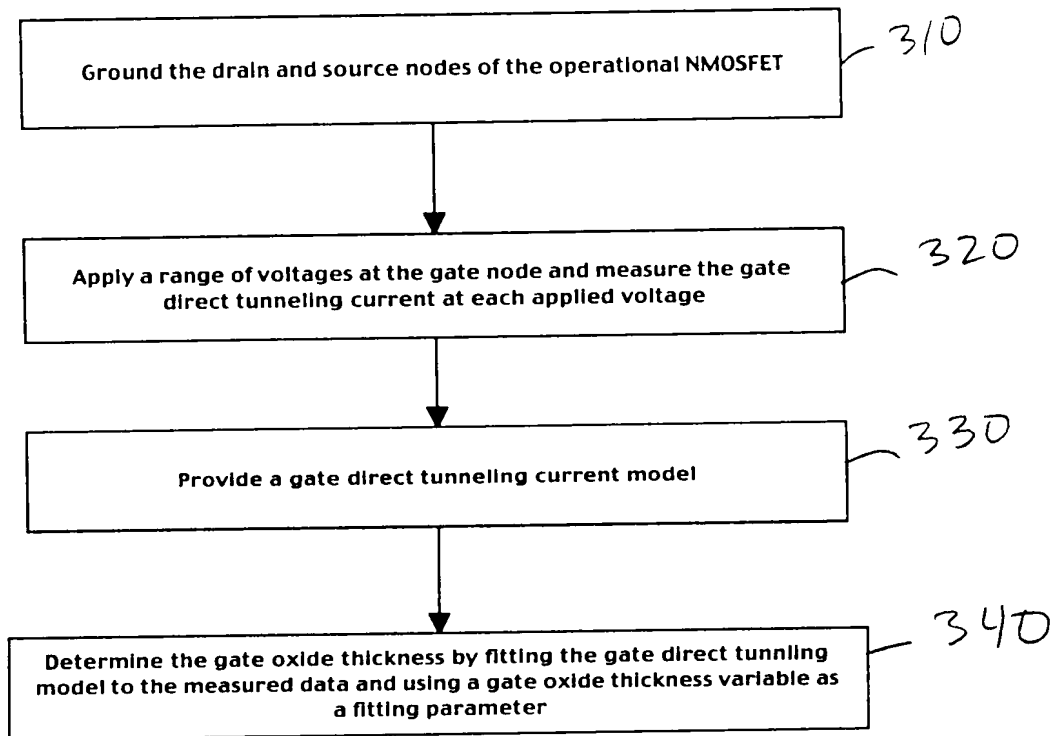 Ground the drain and source nodes of the operational NMOSFET
310
Apply a range of voltages at the gate node and measure the gate
direct tunneling current at each applied voltage
320
Provide a gate direct tunneling current model
330
Determine the gate oxide thickness by fitting the gate direct tunnling
model to the measured data and using a gate oxide thickness variable as
a fitting parameter
340